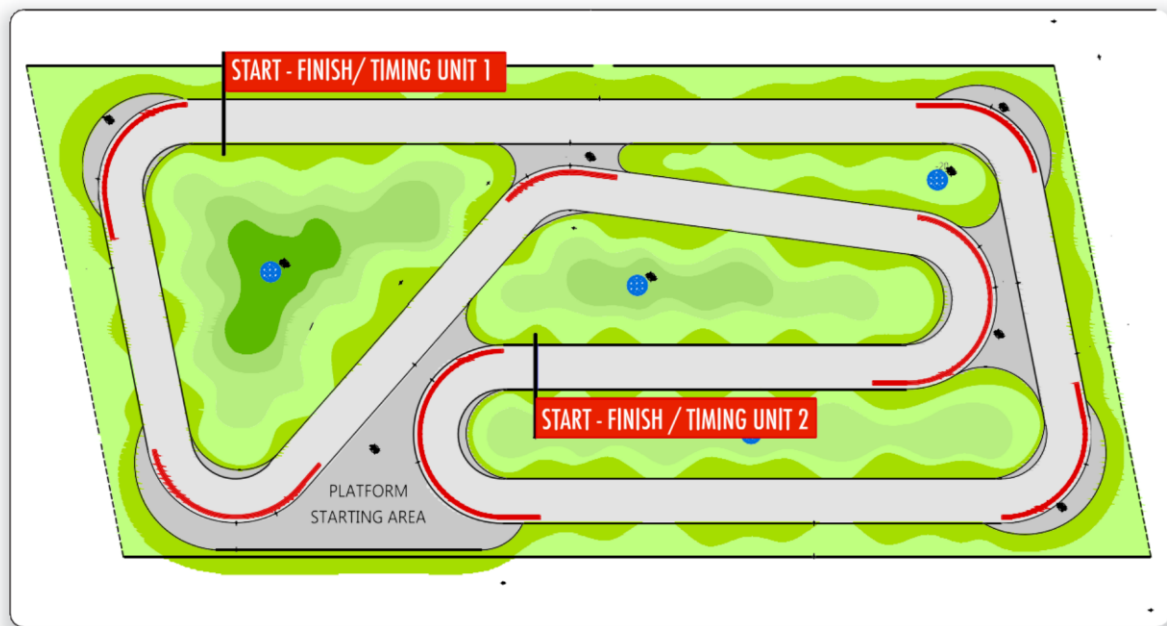 START - FINISH/ TIMING UNIT 1
START - FINISH / TIMING UNIT 2
PLATFORM
STARTING AREA